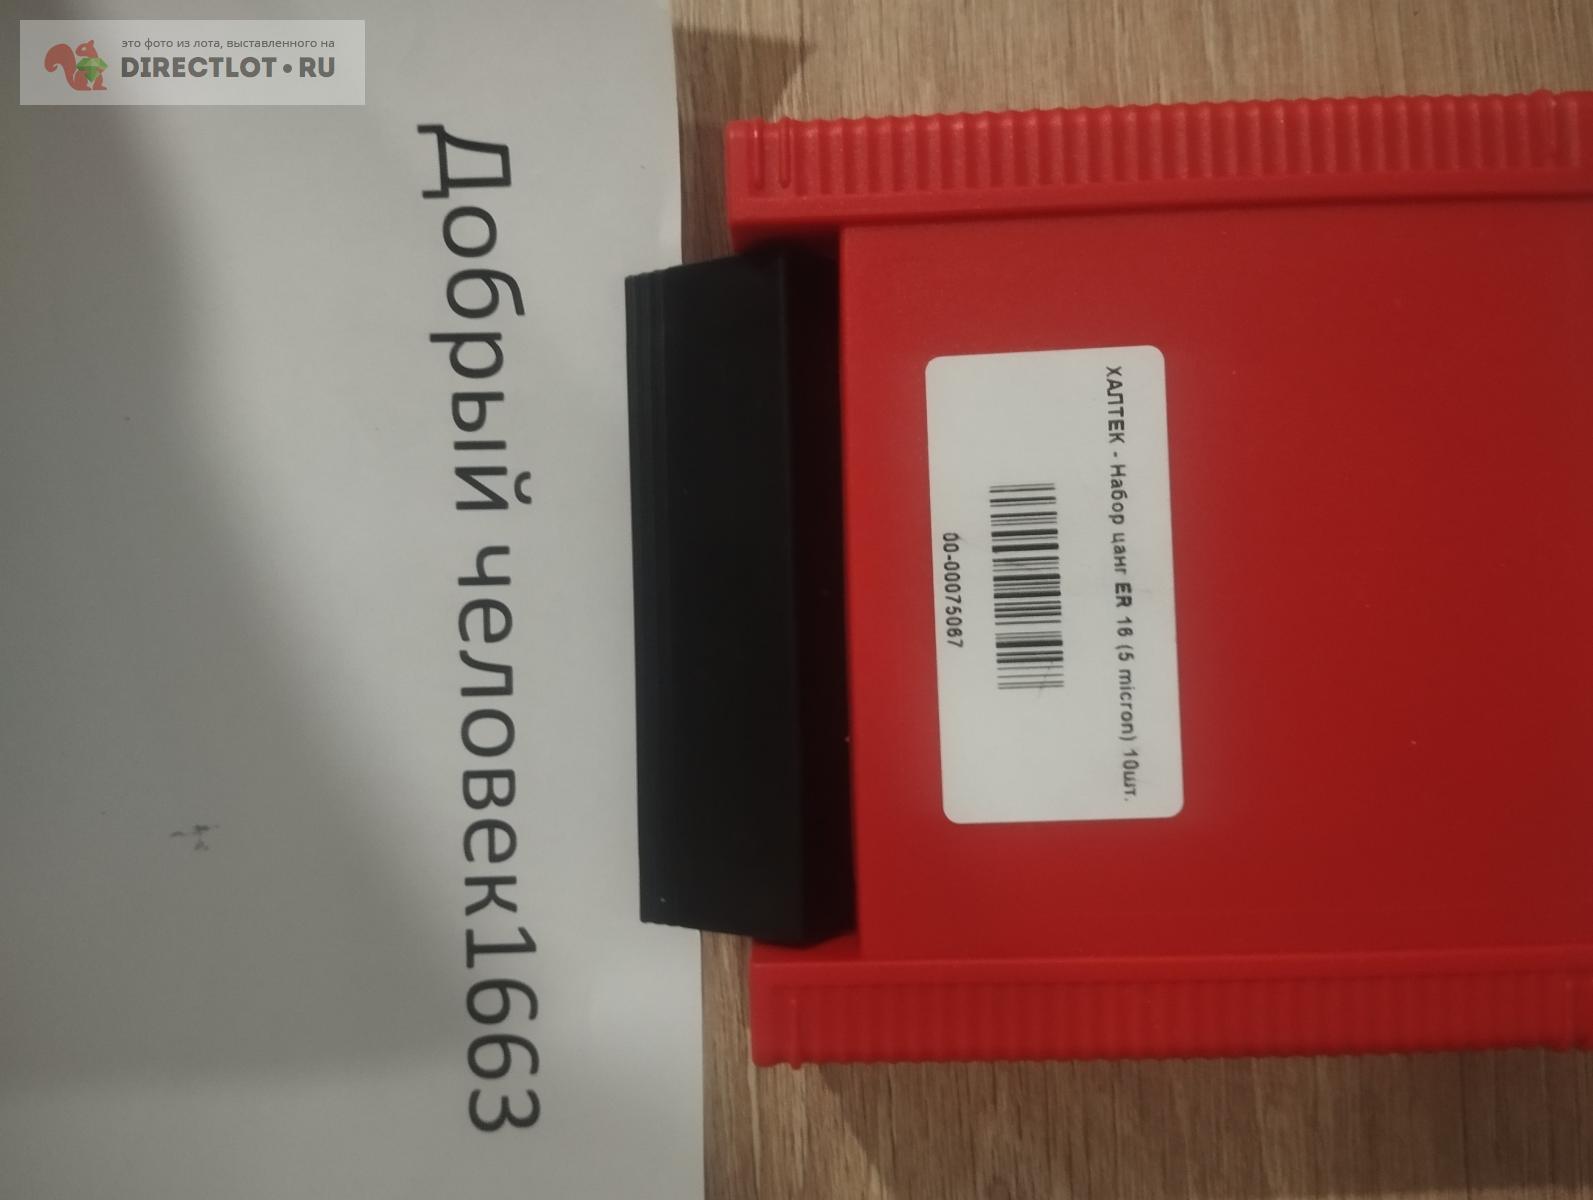 это фото из лота, выставленного на
DIRECTLOT•RU
Добрый человек1663
ХАЛТЕК - Набор цанг ER 16 (5 micron) 10шт.
00-00075067